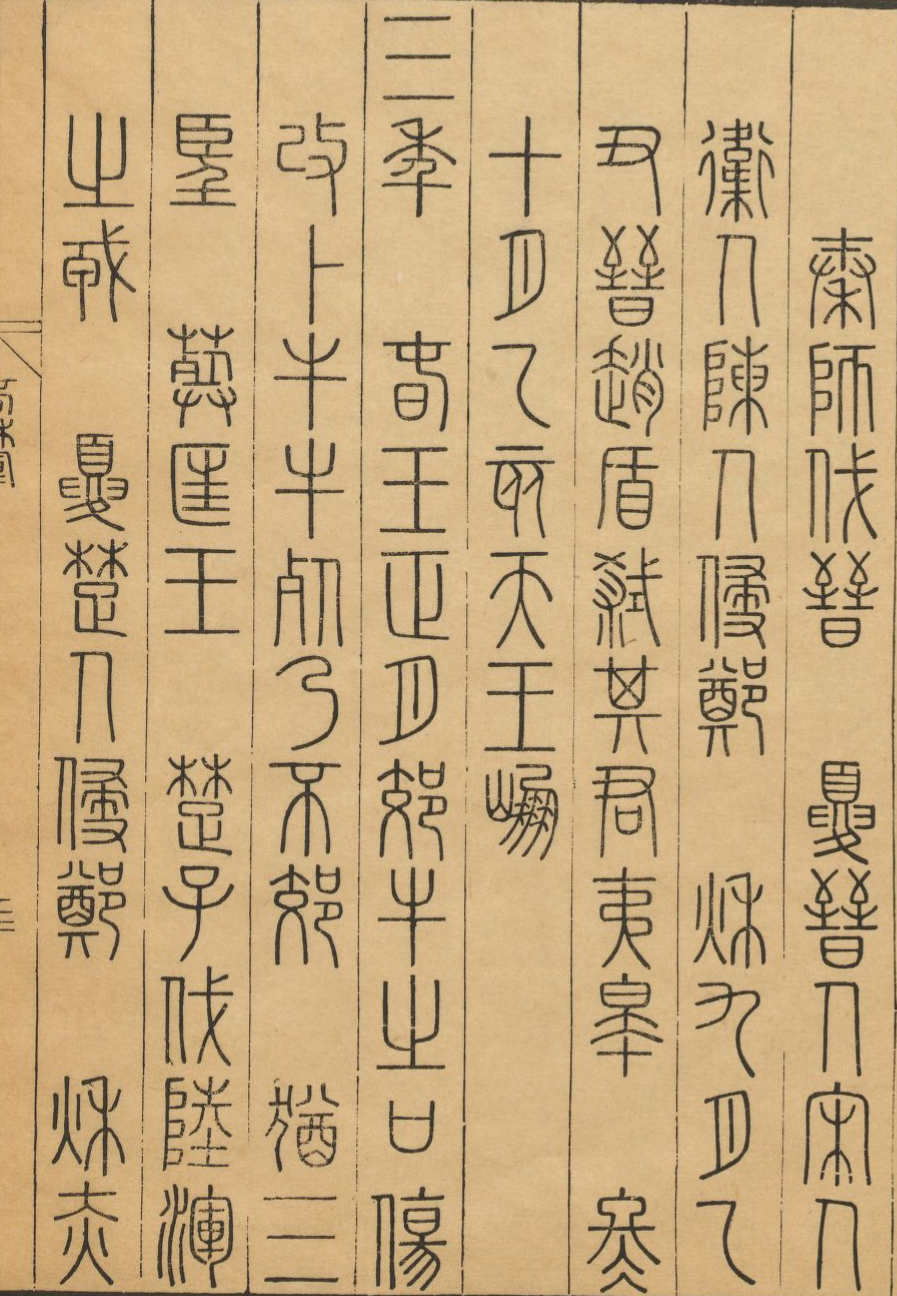 秦師伐晉 夏晉人宋人
衞人陳人侵鄭 秋九月乙
丑晉趙盾弒其君夷皋 冬
十月乙亥天王崩
三年 春王正月郊牛之口傷
改卜牛牛死乃不郊 猶三
望 葬匡王 楚子伐陸渾
之戎 夏楚人侵鄭 秋赤